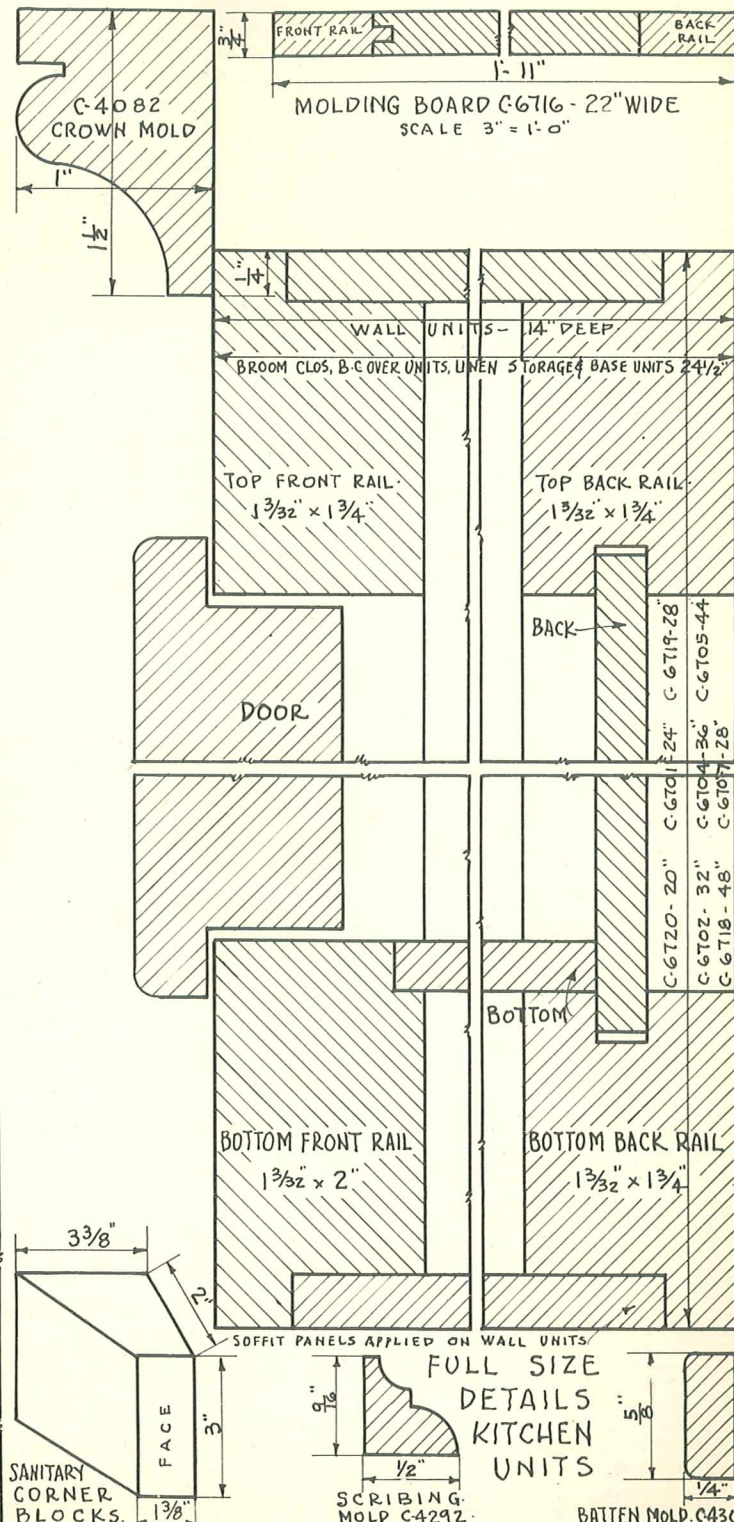 3/4"
FRONT RAIL
BACK
RAIL
1'-11"
MOLDING BOARD C-6716 - 22" WIDE
SCALE 3" = 1'-0"
C-4082
CROWN MOLD
1"
1 1/2"
1/4"
WALL UNITS - 14" DEEP.
BROOM CLOS, B.C OVER UNITS, LINEN STORAGE & BASE UNITS 24 1/2"
TOP FRONT RAIL.
1 3/32" x 1 3/4"
TOP BACK RAIL.
1 3/32" x 1 3/4"
BACK
DOOR
C-6720 - 20" C-6701-24" C-6719-28"
C-6702 - 32" C-6704-36" C-6705-44
C-6718 - 48" C-6707-28"
BOTTOM
BOTTOM FRONT RAIL
1 3/32" x 2"
BOTTOM BACK RAIL
1 3/32" x 1 3/4"
SOFFIT PANELS APPLIED ON WALL UNITS.
3 3/8"
2"
FACE
3"
1 3/8"
SANITARY
CORNER
BLOCKS.
9/16"
1/2"
SCRIBING.
MOLD C-4292.
FULL SIZE
DETAILS
KITCHEN
UNITS
5/8"
1/4"
BATTEN MOLD.